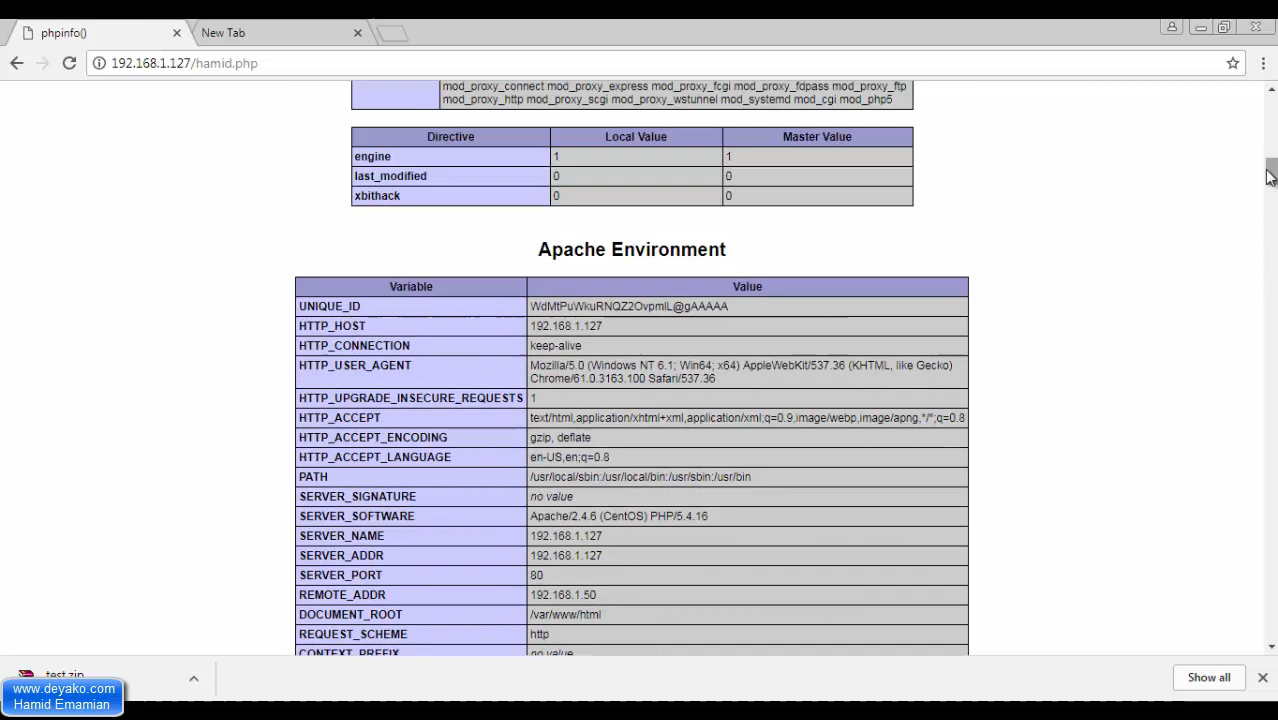 phpinfo()
New Tab
192.168.1.127/hamid.php
mod_proxy_connect mod_proxy_express mod_proxy_fcgi mod_proxy_fdpass mod_proxy_ftp
mod_proxy_http mod_proxy_scgi mod_proxy_wstunnel mod_systemd mod_cgi mod_php5
Directive Local Value Master Value
engine 1 1
last_modified 0 0
xbithack 0 0
Apache Environment
Variable Value
UNIQUE_ID WdMtPuWkuRNQZ2OvpmlL@gAAAAA
HTTP_HOST 192.168.1.127
HTTP_CONNECTION keep-alive
HTTP_USER_AGENT Mozilla/5.0 (Windows NT 6.1; Win64; x64) AppleWebKit/537.36 (KHTML, like Gecko)
Chrome/61.0.3163.100 Safari/537.36
HTTP_UPGRADE_INSECURE_REQUESTS 1
HTTP_ACCEPT text/html,application/xhtml+xml,application/xml;q=0.9,image/webp,image/apng,*/*;q=0.8
HTTP_ACCEPT_ENCODING gzip, deflate
HTTP_ACCEPT_LANGUAGE en-US,en;q=0.8
PATH /usr/local/sbin:/usr/local/bin:/usr/sbin:/usr/bin
SERVER_SIGNATURE no value
SERVER_SOFTWARE Apache/2.4.6 (CentOS) PHP/5.4.16
SERVER_NAME 192.168.1.127
SERVER_ADDR 192.168.1.127
SERVER_PORT 80
REMOTE_ADDR 192.168.1.50
DOCUMENT_ROOT /var/www/html
REQUEST_SCHEME http
CONTEXT_PREFIX no value
test.zip
Show all
www.deyako.com
Hamid Emamian